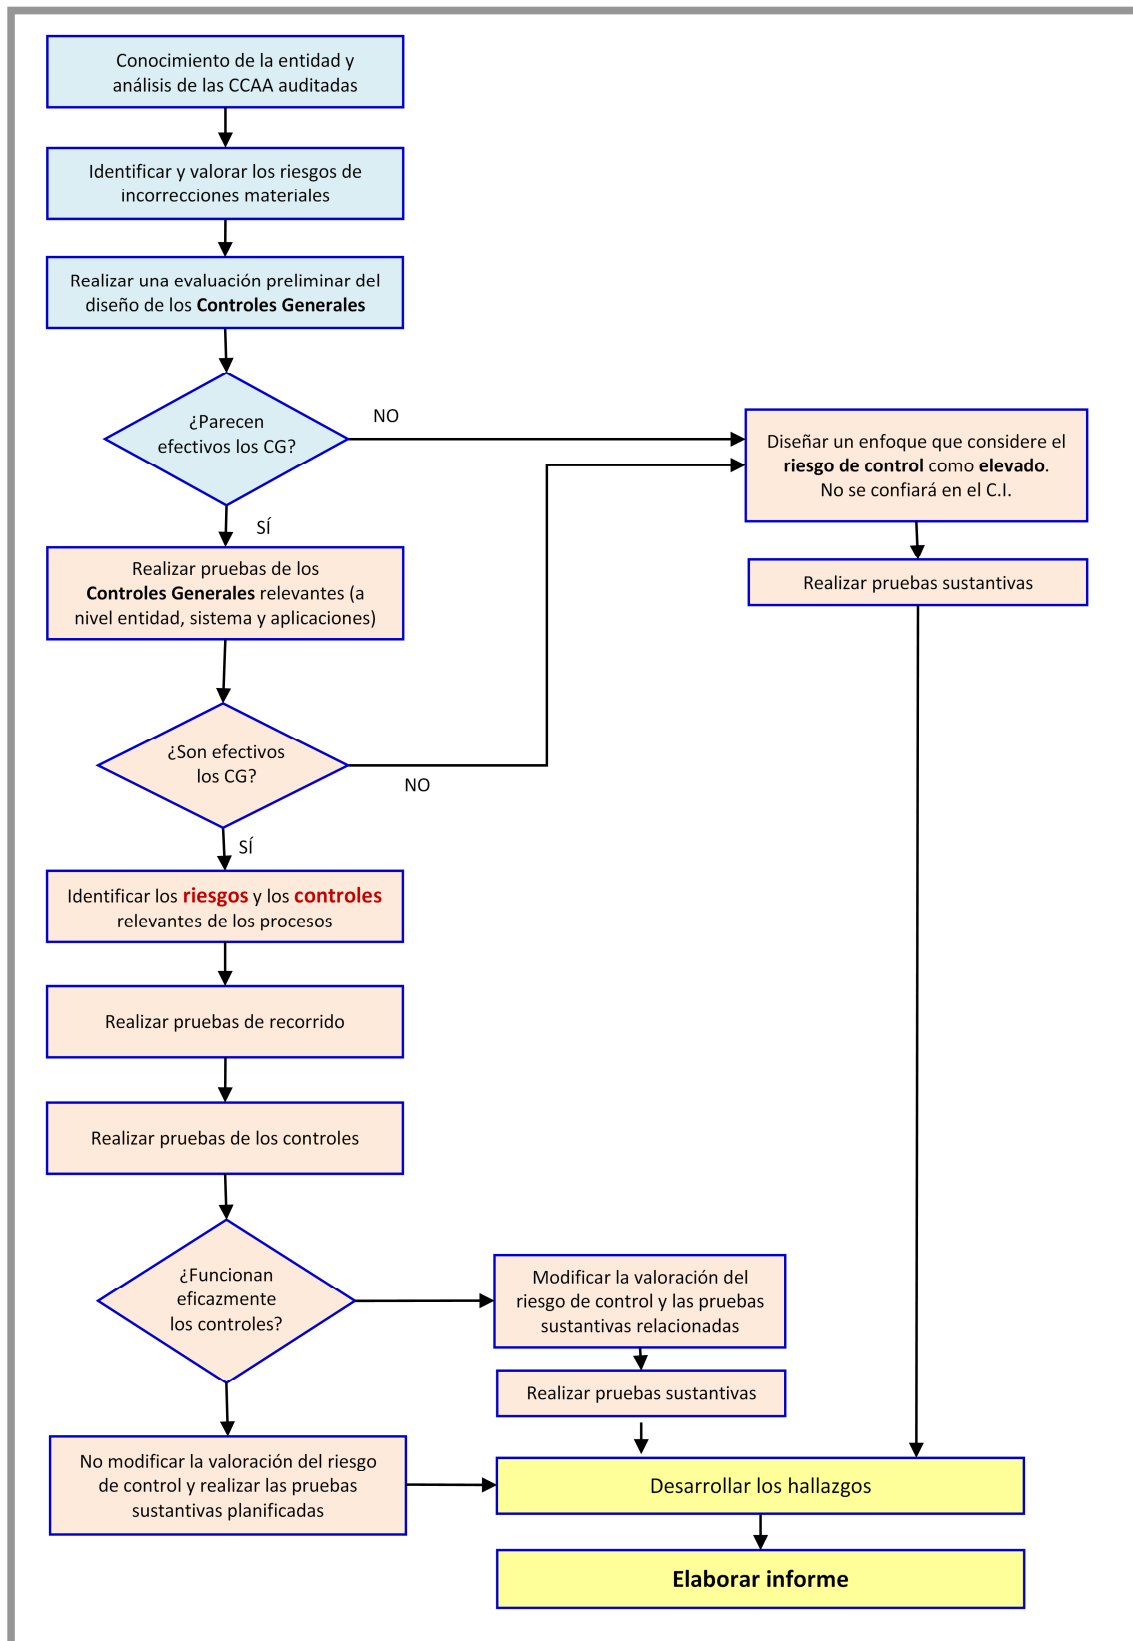 Conocimiento de la entidad y
análisis de las CCAA auditadas
Identificar y valorar los riesgos de
incorrecciones materiales
Realizar una evaluación preliminar del
diseño de los Controles Generales
¿Parecen
efectivos los CG?
NO
Diseñar un enfoque que considere el
riesgo de control como elevado.
No se confiará en el C.I.
SÍ
Realizar pruebas de los
Controles Generales relevantes (a
nivel entidad, sistema y aplicaciones)
Realizar pruebas sustantivas
¿Son efectivos
los CG?
NO
SÍ
Identificar los riesgos y los controles
relevantes de los procesos
Realizar pruebas de recorrido
Realizar pruebas de los controles
¿Funcionan
eficazmente
los controles?
Modificar la valoración del
riesgo de control y las pruebas
sustantivas relacionadas
Realizar pruebas sustantivas
No modificar la valoración del riesgo
de control y realizar las pruebas
sustantivas planificadas
Desarrollar los hallazgos
Elaborar informe